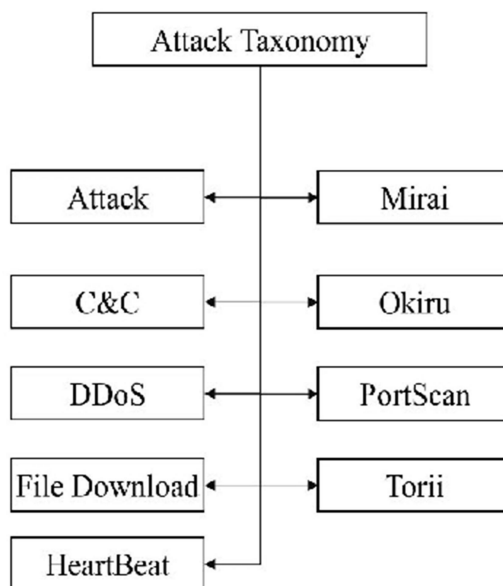 Attack Taxonomy
Attack
Mirai
C&C
Okiru
DDoS
PortScan
File Download
Torii
HeartBeat